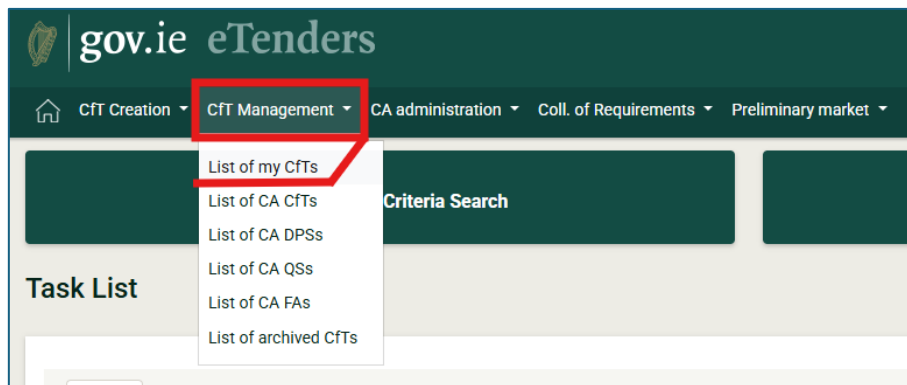 gov.ie eTenders
CfT Creation CfT Management CA administration Coll. of Requirements Preliminary market
List of my CfTs
List of CA CfTs
Criteria Search
List of CA DPSs
List of CA QSs
Task List
List of CA FAs
List of archived CfTs